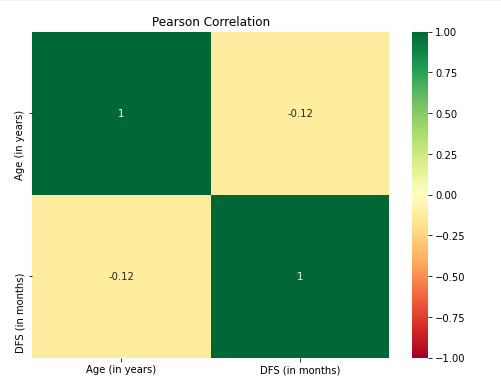 Pearson Correlation
Age (in years)
DFS (in months)
1
-0.12
-0.12
1
Age (in years)
DFS (in months)
1.00
0.75
0.50
0.25
0.00
−0.25
−0.50
−0.75
−1.00